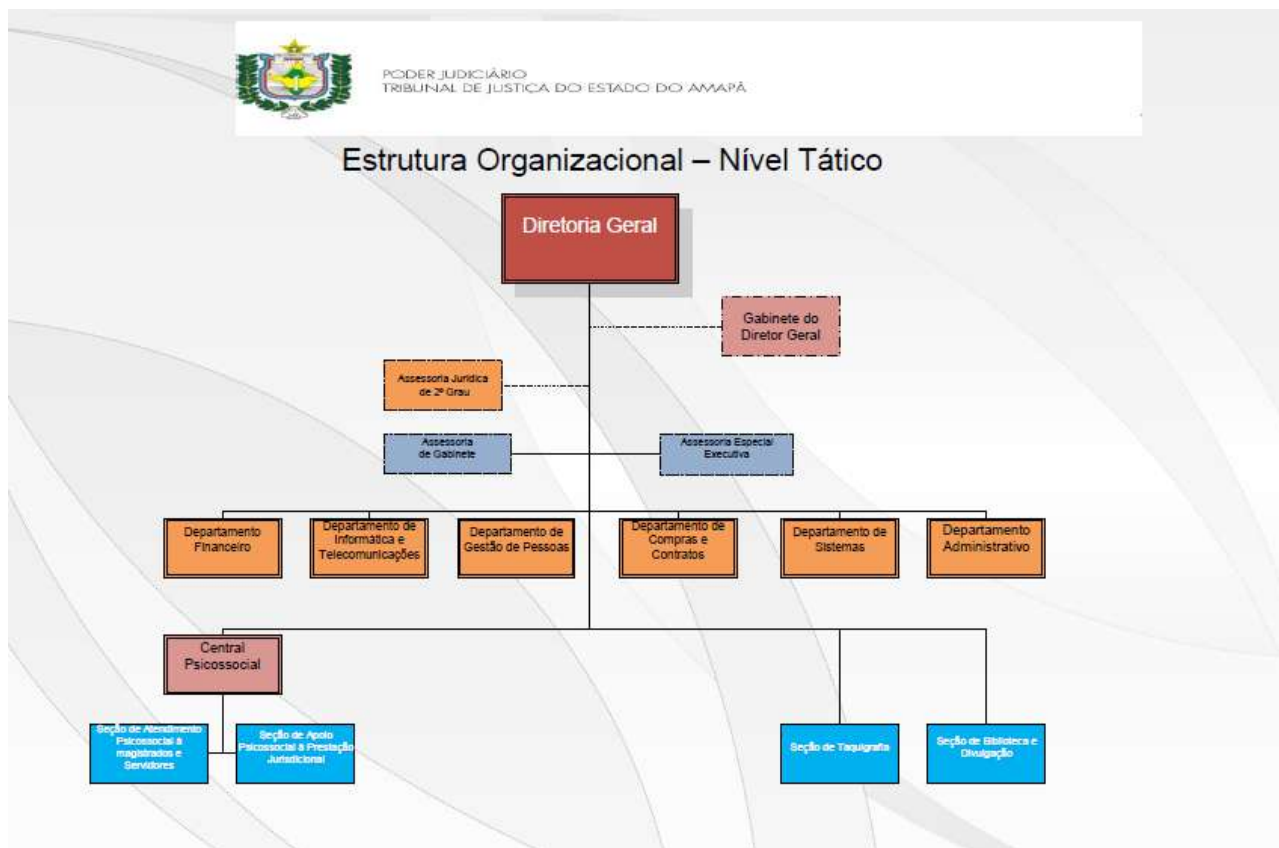 PODER JUDICIÁRIO
TRIBUNAL DE JUSTIÇA DO ESTADO DO AMAPÁ
Estrutura Organizacional – Nível Tático
Diretoria Geral
Gabinete do
Diretor Geral
Assessoria Jurídica
de 2º Grau
Assessoria
de Gabinete
Assessoria Especial
Executiva
Departamento
Financeiro
Departamento de
Informática e
Telecomunicações
Departamento de
Gestão de Pessoas
Departamento de
Compras e
Contratos
Departamento de
Sistemas
Departamento
Administrativo
Central
Psicossocial
Seção de Atendimento
Psicossocial à
magistrados e
Servidores
Seção de Apoio
Psicossocial à Prestação
Jurisdicional
Seção de Taquigrafia
Seção de Biblioteca e
Divulgação